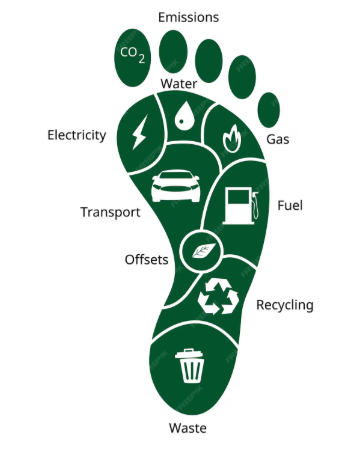 Emissions
CO2
Water
Electricity
Gas
Transport
Fuel
Offsets
Recycling
Waste